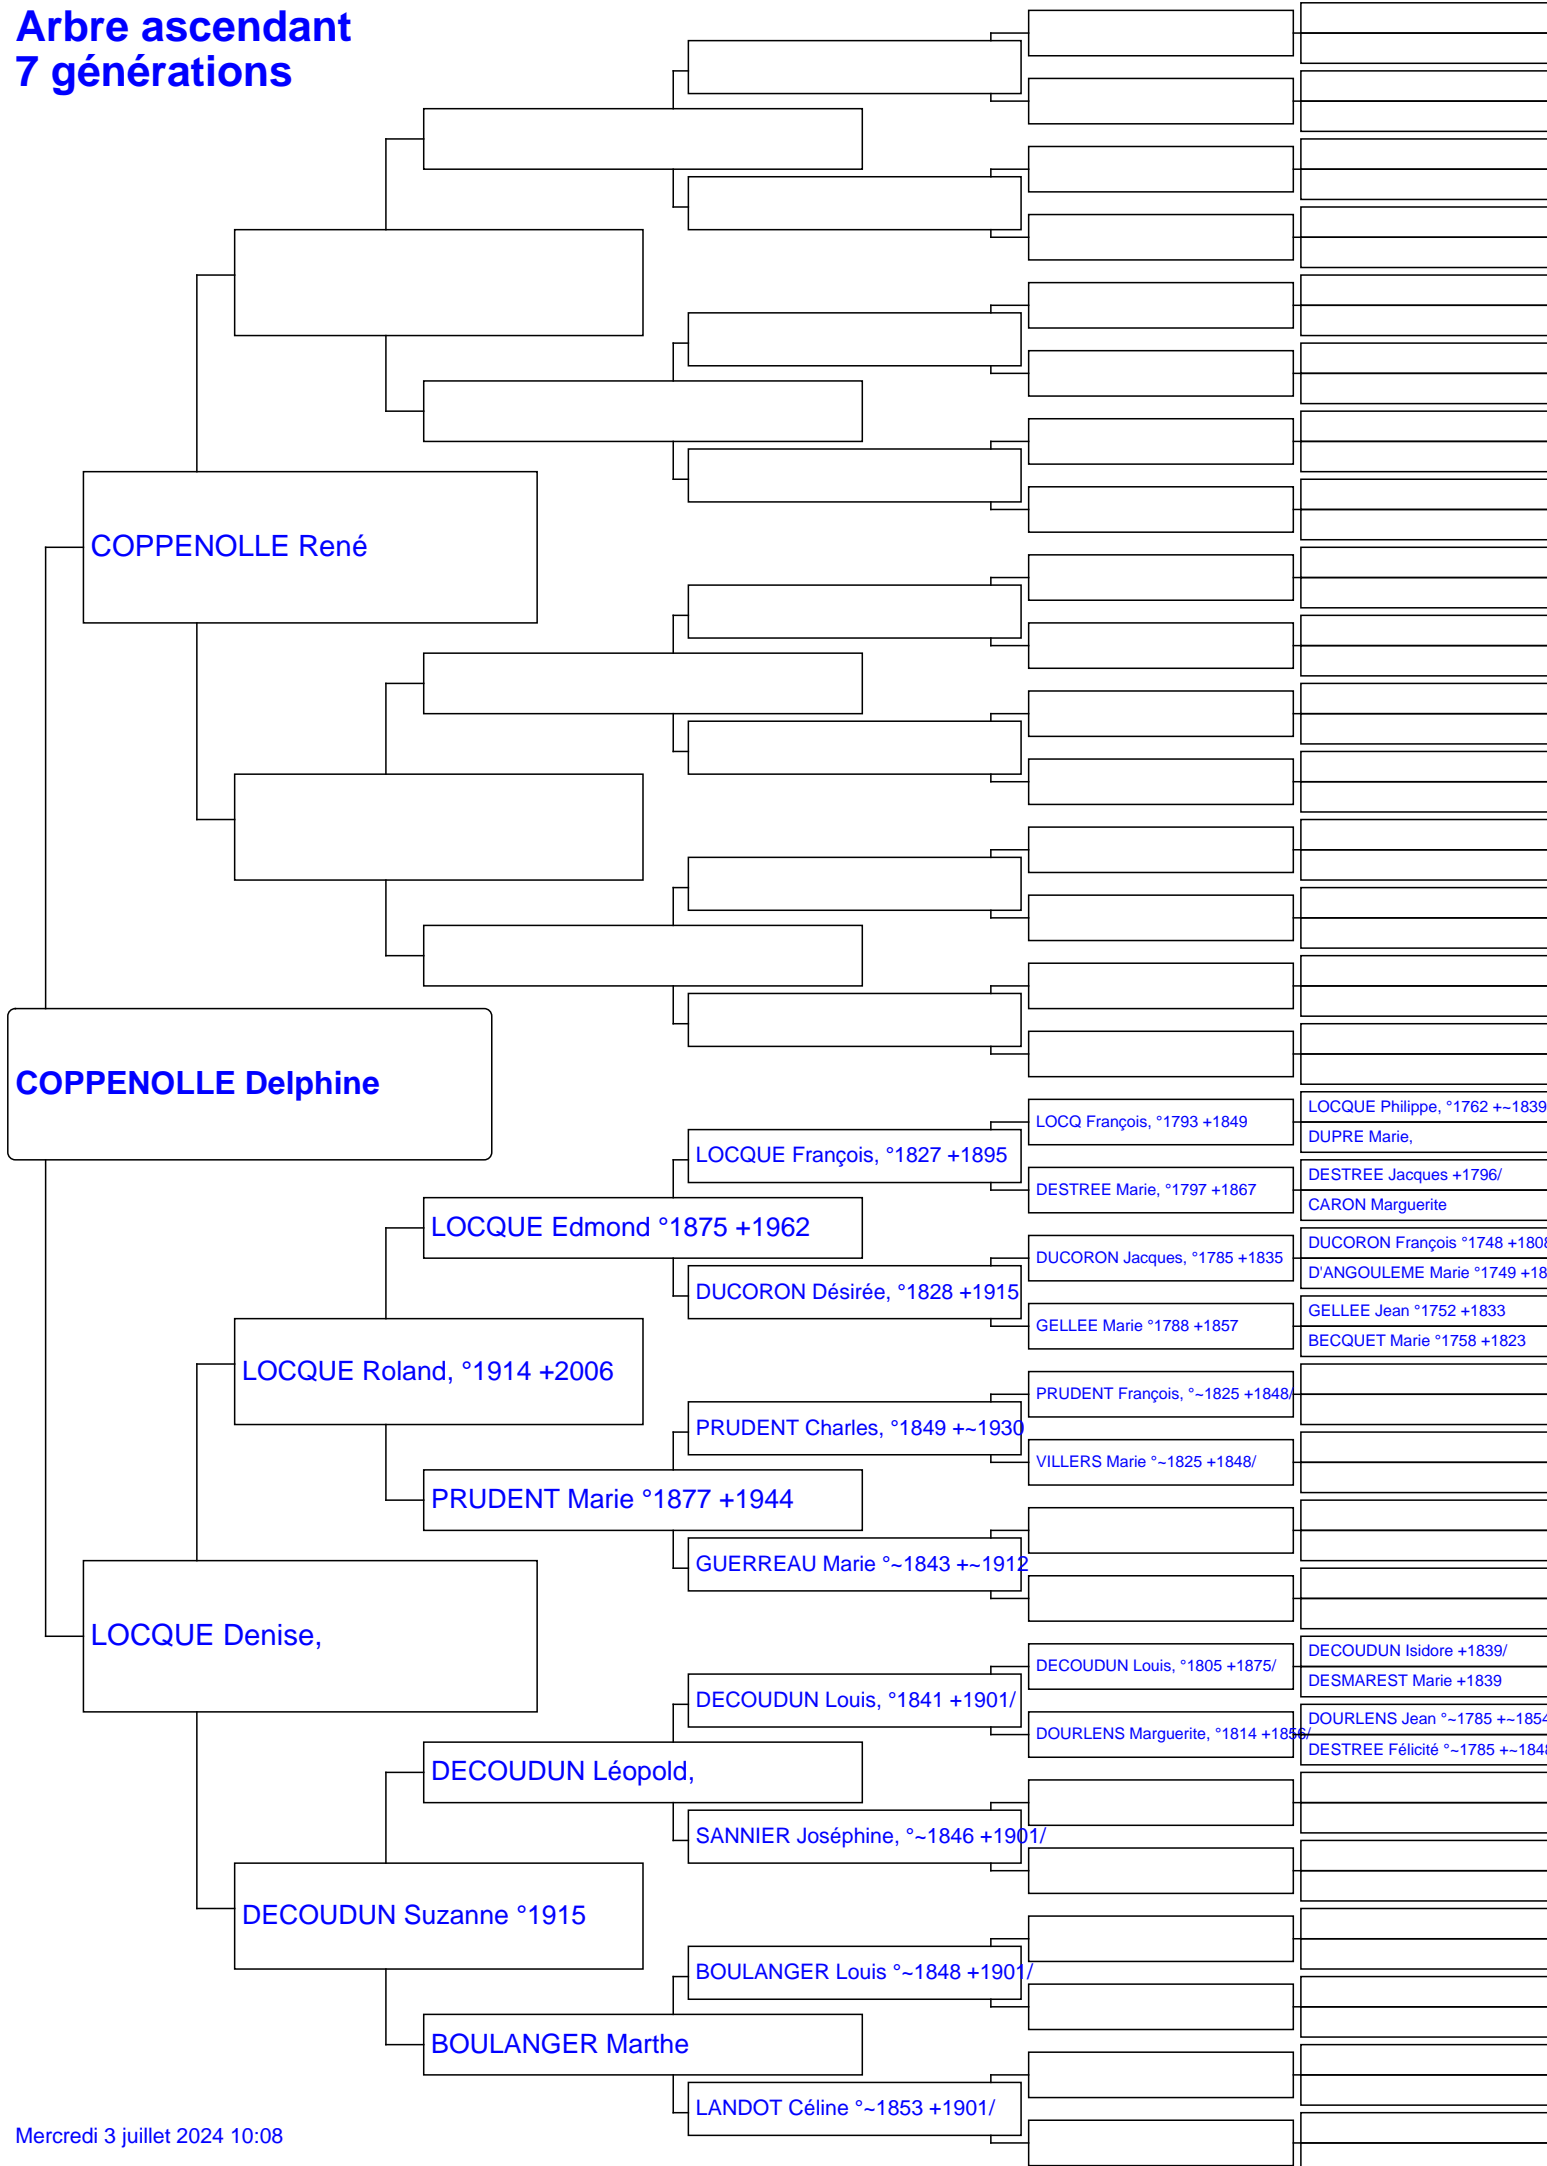 Arbre ascendant
7 générations
COPPENOLLE René
COPPENOLLE Delphine
LOCQUE Philippe, °1762 +~1839
LOCQ François, °1793 +1849
DUPRE Marie,
LOCQUE François, °1827 +1895
DESTREE Jacques +1796/
DESTREE Marie, °1797 +1867
CARON Marguerite
LOCQUE Edmond °1875 +1962
DUCORON François °1748 +1808
DUCORON Jacques, °1785 +1835
D'ANGOULEME Marie °1749 +18
DUCORON Désirée, °1828 +1915
GELLEE Jean °1752 +1833
GELLEE Marie °1788 +1857
BECQUET Marie °1758 +1823
LOCQUE Roland, °1914 +2006
PRUDENT François, °~1825 +1848/
PRUDENT Charles, °1849 +~1930
VILLERS Marie °~1825 +1848/
PRUDENT Marie °1877 +1944
GUERREAU Marie °~1843 +~1912
LOCQUE Denise,
DECOUDUN Isidore +1839/
DECOUDUN Louis, °1805 +1875/
DESMAREST Marie +1839
DECOUDUN Louis, °1841 +1901/
DOURLENS Jean °~1785 +~1854
DOURLENS Marguerite, °1814 +1856/
DESTREE Félicité °~1785 +~1848
DECOUDUN Léopold,
SANNIER Joséphine, °~1846 +1901/
DECOUDUN Suzanne °1915
BOULANGER Louis °~1848 +1901/
BOULANGER Marthe
LANDOT Céline °~1853 +1901/
Mercredi 3 juillet 2024 10:08